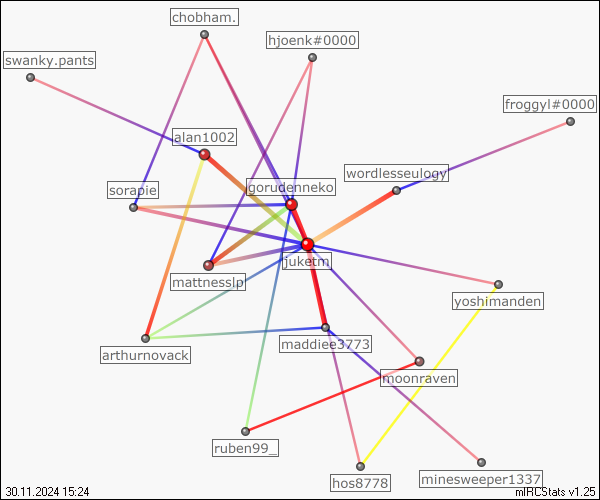 chobham.
hjoenk#0000
swanky.pants
froggyl#0000
alan1002
wordlesseulogy
gorudenneko
sorapie
juketm
mattnesslp
yoshimanden
maddiee3773
arthurnovack
moonraven
ruben99_
hos8778
minesweeper1337
30.11.2024 15:24
mIRCStats v1.25